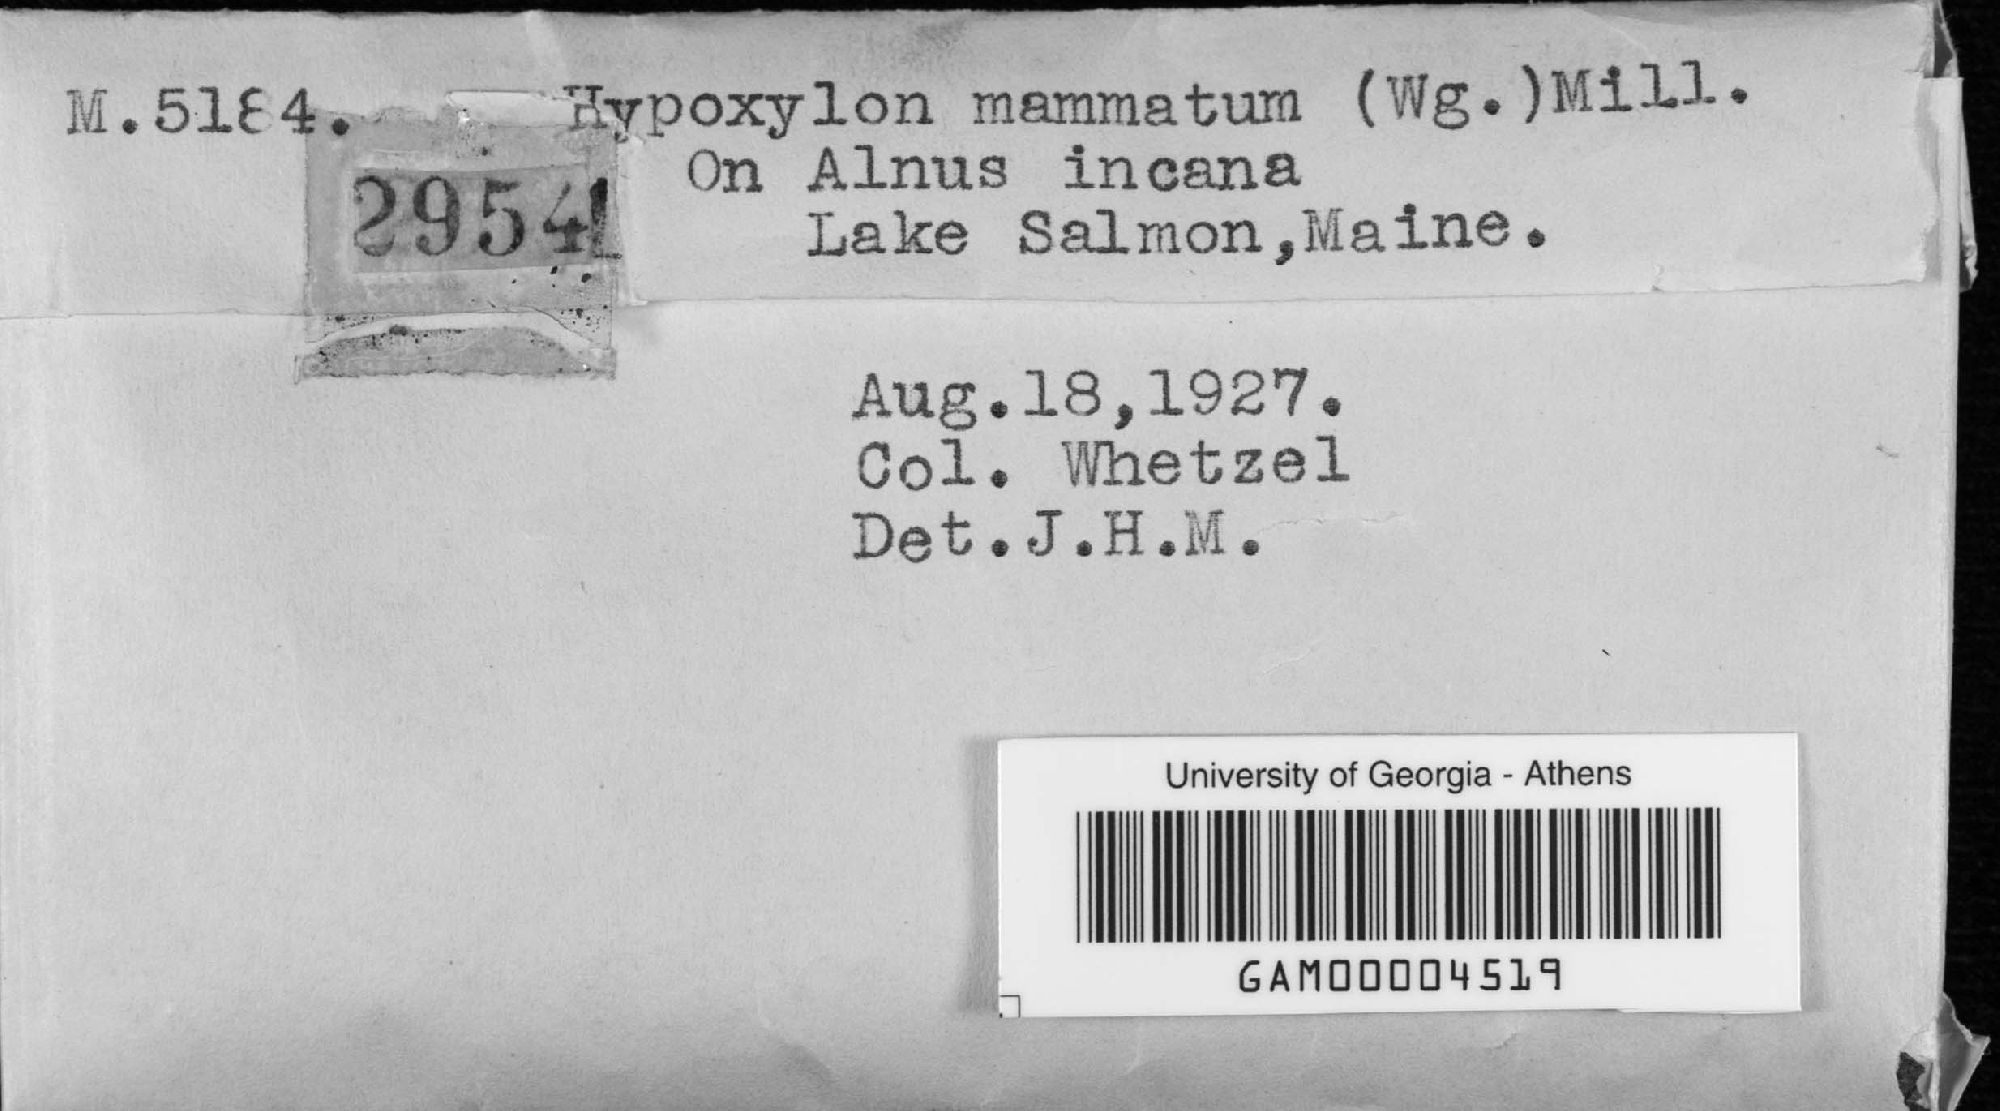 M.5184. Hypoxylon mammatum (Wg.)Mill.
29541
On Alnus incana
Lake Salmon,Maine.
Aug.18,1927.
Col. Whetzel
Det.J.H.M.
University of Georgia - Athens
GAM00004519